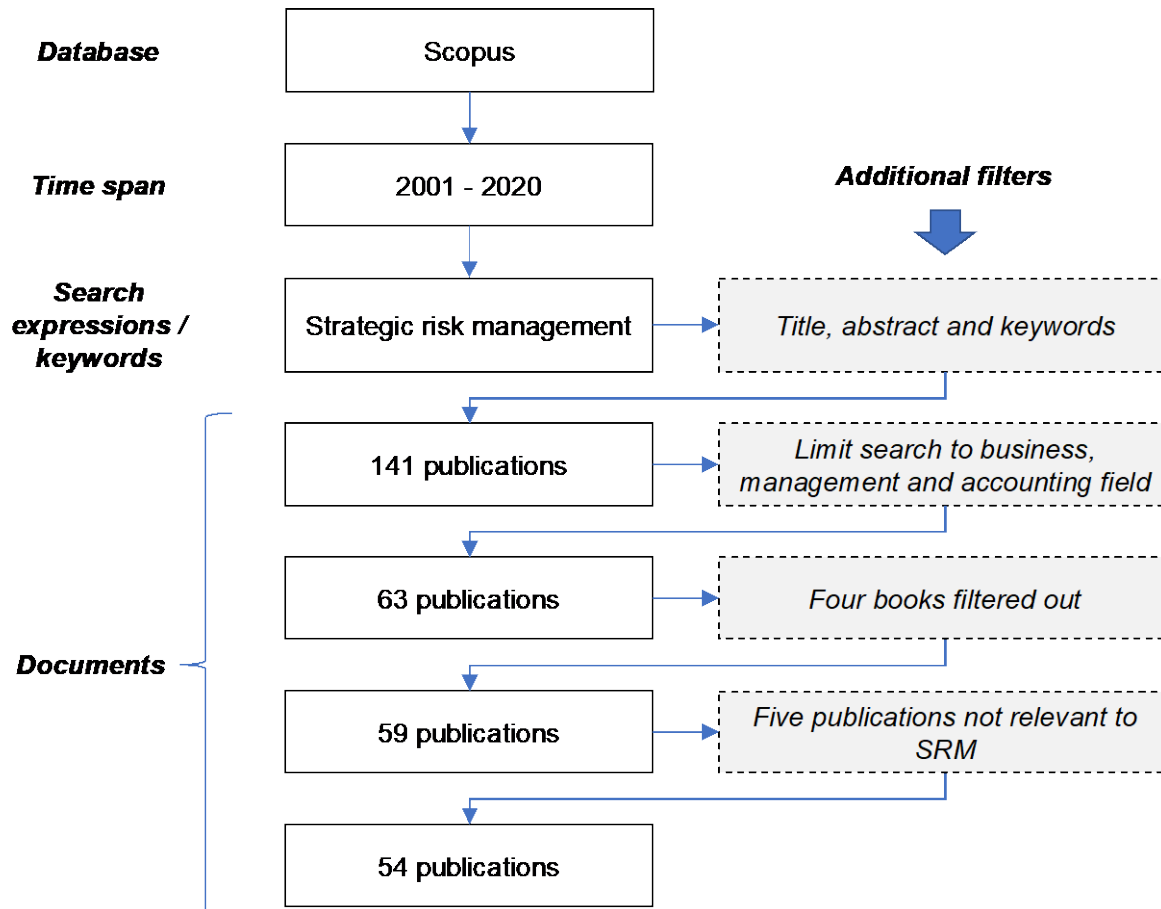 Database
Scopus
Time span
2001 - 2020
Additional filters
Search
expressions /
keywords
Strategic risk management
Title, abstract and keywords
141 publications
Limit search to business,
management and accounting field
63 publications
Four books filtered out
Documents
59 publications
Five publications not relevant to
SRM
54 publications